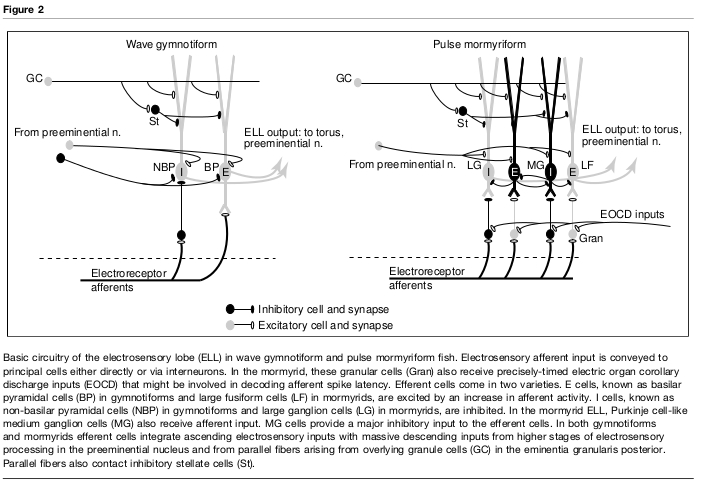 Figure 2
Wave gymnotiform
Pulse mormyriform
GC
St
From preeminential n.
ELL output: to torus,
preeminential n.
NBP
I
BP
E
Electroreceptor
afferents
GC
St
From preeminential n.
ELL output: to torus,
preeminential n.
LG
I
E
MG
I
E
LF
EOCD inputs
Gran
Electroreceptor
afferents
Inhibitory cell and synapse
Excitatory cell and synapse
Basic circuitry of the electrosensory lobe (ELL) in wave gymnotiform and pulse mormyriform fish. Electrosensory afferent input is conveyed to
principal cells either directly or via interneurons. In the mormyrid, these granular cells (Gran) also receive precisely-timed electric organ corollary
discharge inputs (EOCD) that might be involved in decoding afferent spike latency. Efferent cells come in two varieties. E cells, known as basilar
pyramidal cells (BP) in gymnotiforms and large fusiform cells (LF) in mormyrids, are excited by an increase in afferent activity. I cells, known as
non-basilar pyramidal cells (NBP) in gymnotiforms and large ganglion cells (LG) in mormyrids, are inhibited. In the mormyrid ELL, Purkinje cell-like
medium ganglion cells (MG) also receive afferent input. MG cells provide a major inhibitory input to the efferent cells. In both gymnotiforms
and mormyrids efferent cells integrate ascending electrosensory inputs with massive descending inputs from higher stages of electrosensory
processing in the preeminential nucleus and from parallel fibers arising from overlying granule cells (GC) in the eminentia granularis posterior.
Parallel fibers also contact inhibitory stellate cells (St).